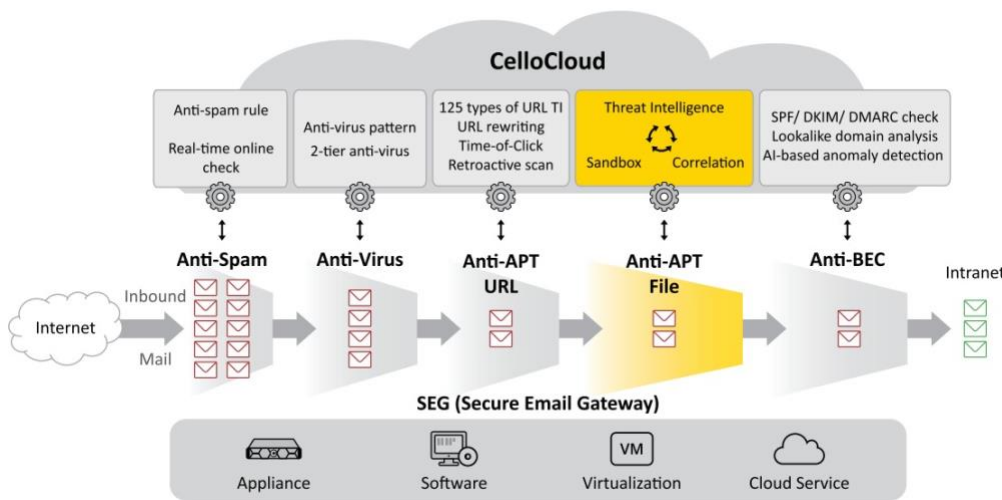 CelloCloud
Anti-spam rule
Real-time online
check
Anti-virus pattern
2-tier anti-virus
125 types of URL TI
URL rewriting
Time-of-Click
Retroactive scan
Threat Intelligence
Sandbox
Correlation
SPF/ DKIM/ DMARC check
Lookalike domain analysis
AI-based anomaly detection
Anti-Spam
Anti-Virus
Anti-APT
URL
Anti-APT
File
Anti-BEC
Intranet
Internet
Inbound
Mail
SEG (Secure Email Gateway)
Appliance
Software
VM
Virtualization
Cloud Service